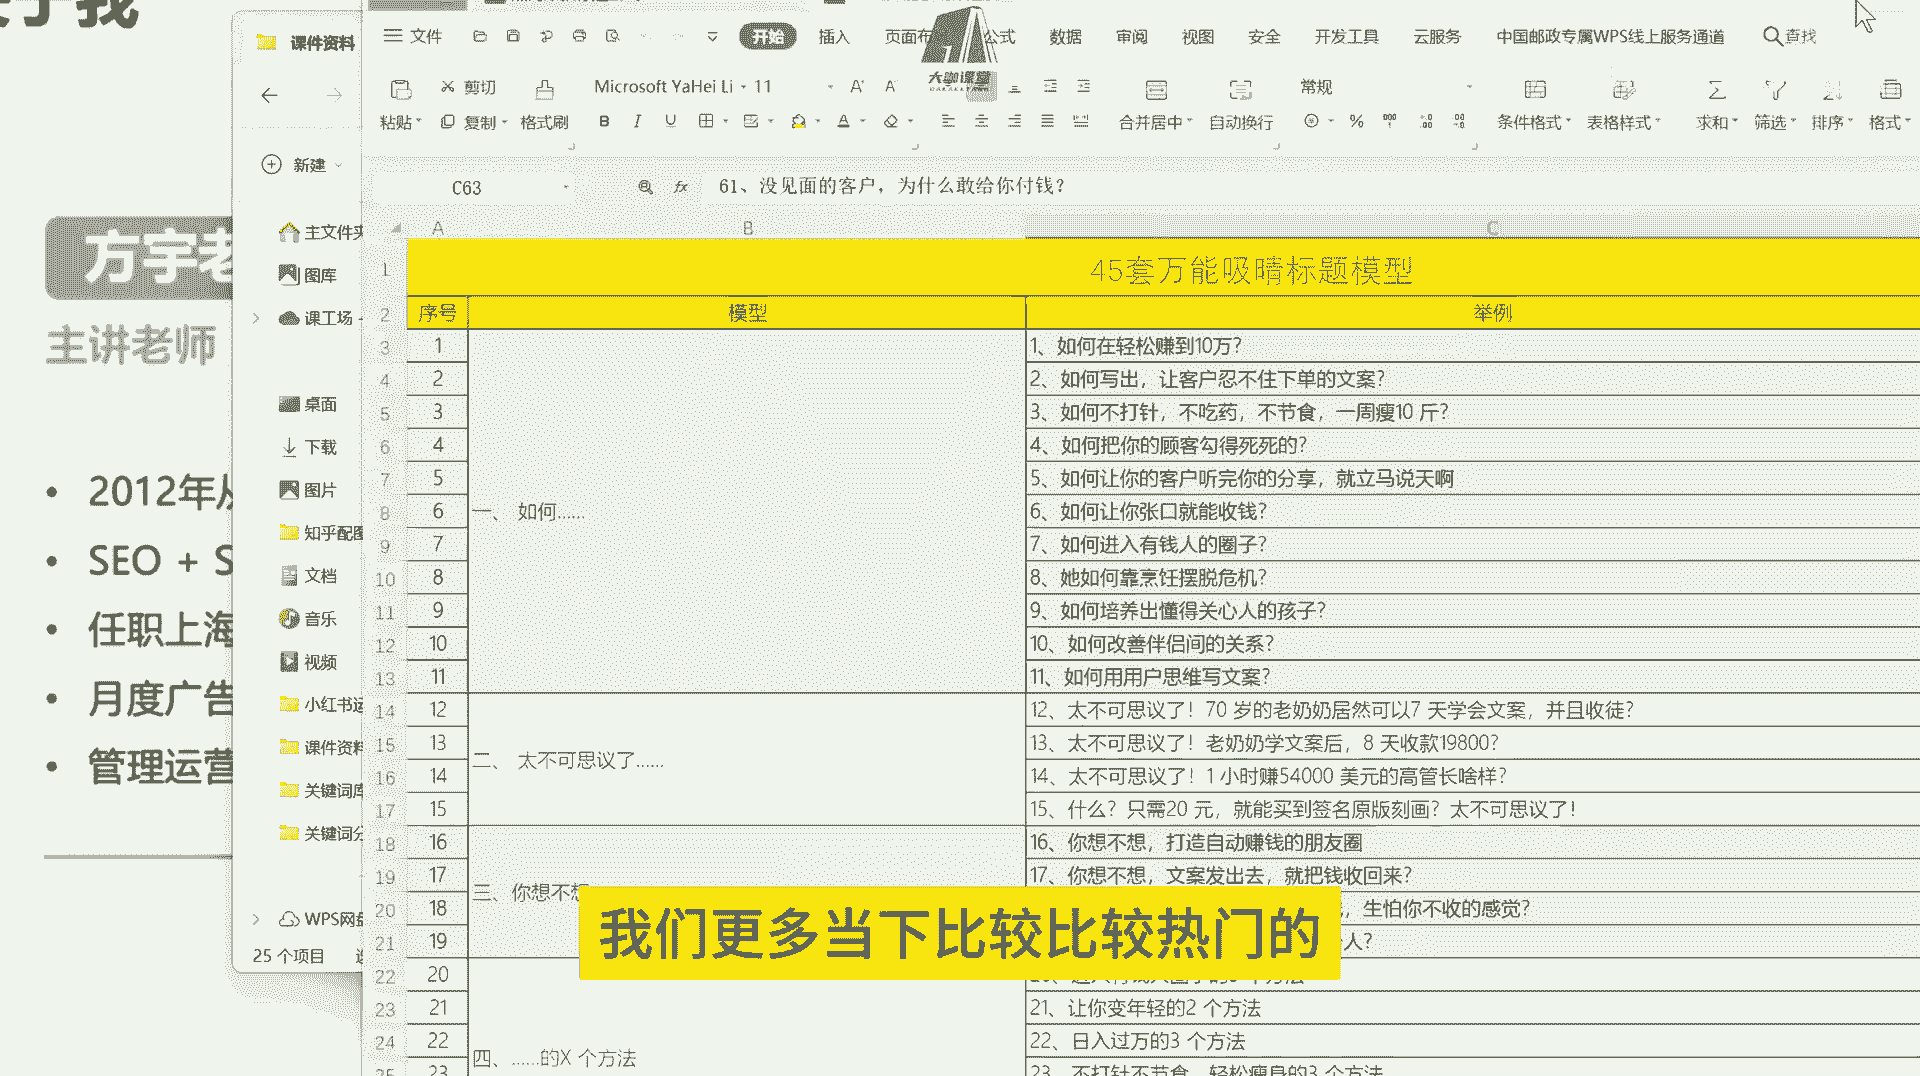 课件资料
文件
开始
插入
公式
数据
审阅
视图
安全
开发工具
云服务
中国邮政专属WPS线上服务通道
查找
大咖课堂
剪切
Microsoft YaHei Li
11
常规
粘贴
复制
格式刷
B I U
合并居中
自动换行
条件格式
表格样式
求和
筛选
排序
格式
新建
C63
fx
61、没见面的客户，为什么敢给你付钱？
方宇老
主讲老师
2012年从
SEO + S
任职上海
月度广告
管理运营
主文件夹
图库
课工场
桌面
下载
图片
知乎配图
文档
音乐
视频
小红书运
课件资料
关键词库
关键词分
WPS网盘
25 个项目
A B C
1 45套万能吸睛标题模型
2 序号 模型 举例
3 1 1、如何在轻松赚到10万？
4 2 2、如何写出，让客户忍不住下单的文案？
5 3 3、如何不打针，不吃药，不节食，一周瘦10 斤？
6 4 4、如何把你的顾客勾得死死的？
7 5 5、如何让你的客户听完你的分享，就立马说天啊
8 6 一、 如何...... 6、如何让你张口就能收钱？
9 7 7、如何进入有钱人的圈子？
10 8 8、她如何靠烹饪摆脱危机？
11 9 9、如何培养出懂得关心人的孩子？
12 10 10、如何改善伴侣间的关系？
13 11 11、如何用用户思维写文案？
14 12 12、太不可思议了！70 岁的老奶奶居然可以7 天学会文案，并且收徒？
15 13 二、 太不可思议了...... 13、太不可思议了！老奶奶学文案后，8 天收款19800？
16 14 14、太不可思议了！1 小时赚54000 美元的高管长啥样？
17 15 15、什么？只需20 元，就能买到签名原版刻画？太不可思议了！
18 16 16、你想不想，打造自动赚钱的朋友圈
19 17 三、你想不想 17、你想不想，文案发出去，就把钱收回来？
20 18 ，生怕你不收的感觉？
21 19 人？
我们更多当下比较比较热门的
22 20
23 21 21、让你变年轻的2 个方法
24 22 四、......的X 个方法 22、日入过万的3 个方法
25 23 23、不打针不节食，轻松瘦身的3 个方法